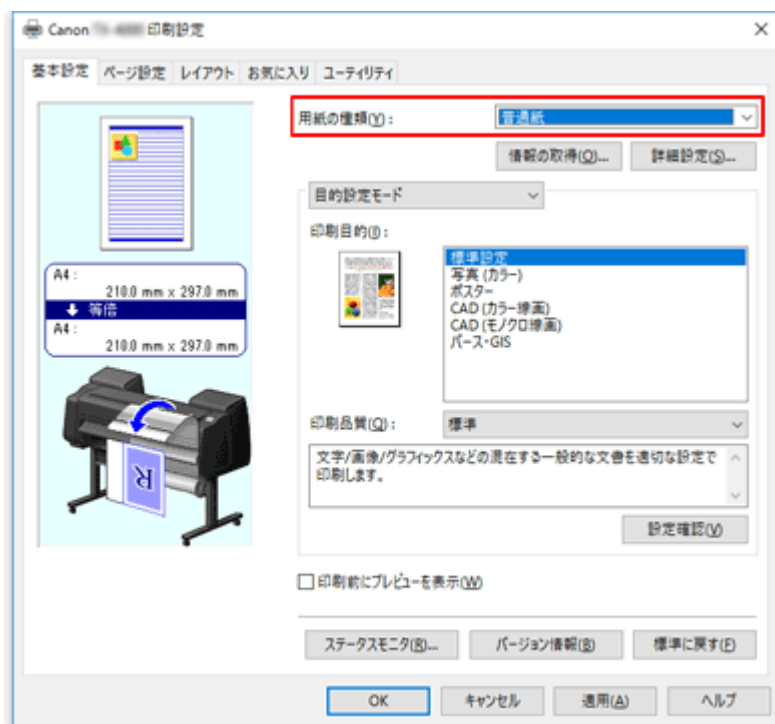 Canon 印刷設定
基本設定 ページ設定 レイアウト お気に入り ユーティリティ
用紙の種類(Y): 普通紙
情報の取得(O)... 詳細設定(S)...
目的設定モード
印刷目的(I):
標準設定
写真 (カラー)
ポスター
CAD (カラー線画)
CAD (モノクロ線画)
パース・GIS
A4 :
210.0 mm x 297.0 mm
等倍
A4 :
210.0 mm x 297.0 mm
R
印刷品質(Q): 標準
文字/画像/グラフィックスなどの混在する一般的な文書を適切な設定で
印刷します。
設定確認(V)
印刷前にプレビューを表示(W)
ステータスモニタ(R)... バージョン情報(B) 標準に戻す(F)
OK キャンセル 適用(A) ヘルプ